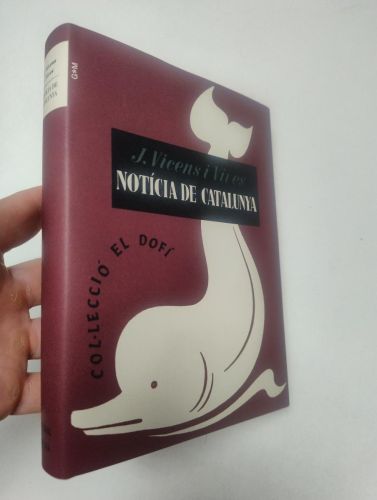 G*M
J. Vicens i Vives
NOTÍCIA DE CATALUNYA
COL·LECCIÓ EL DOFÍ